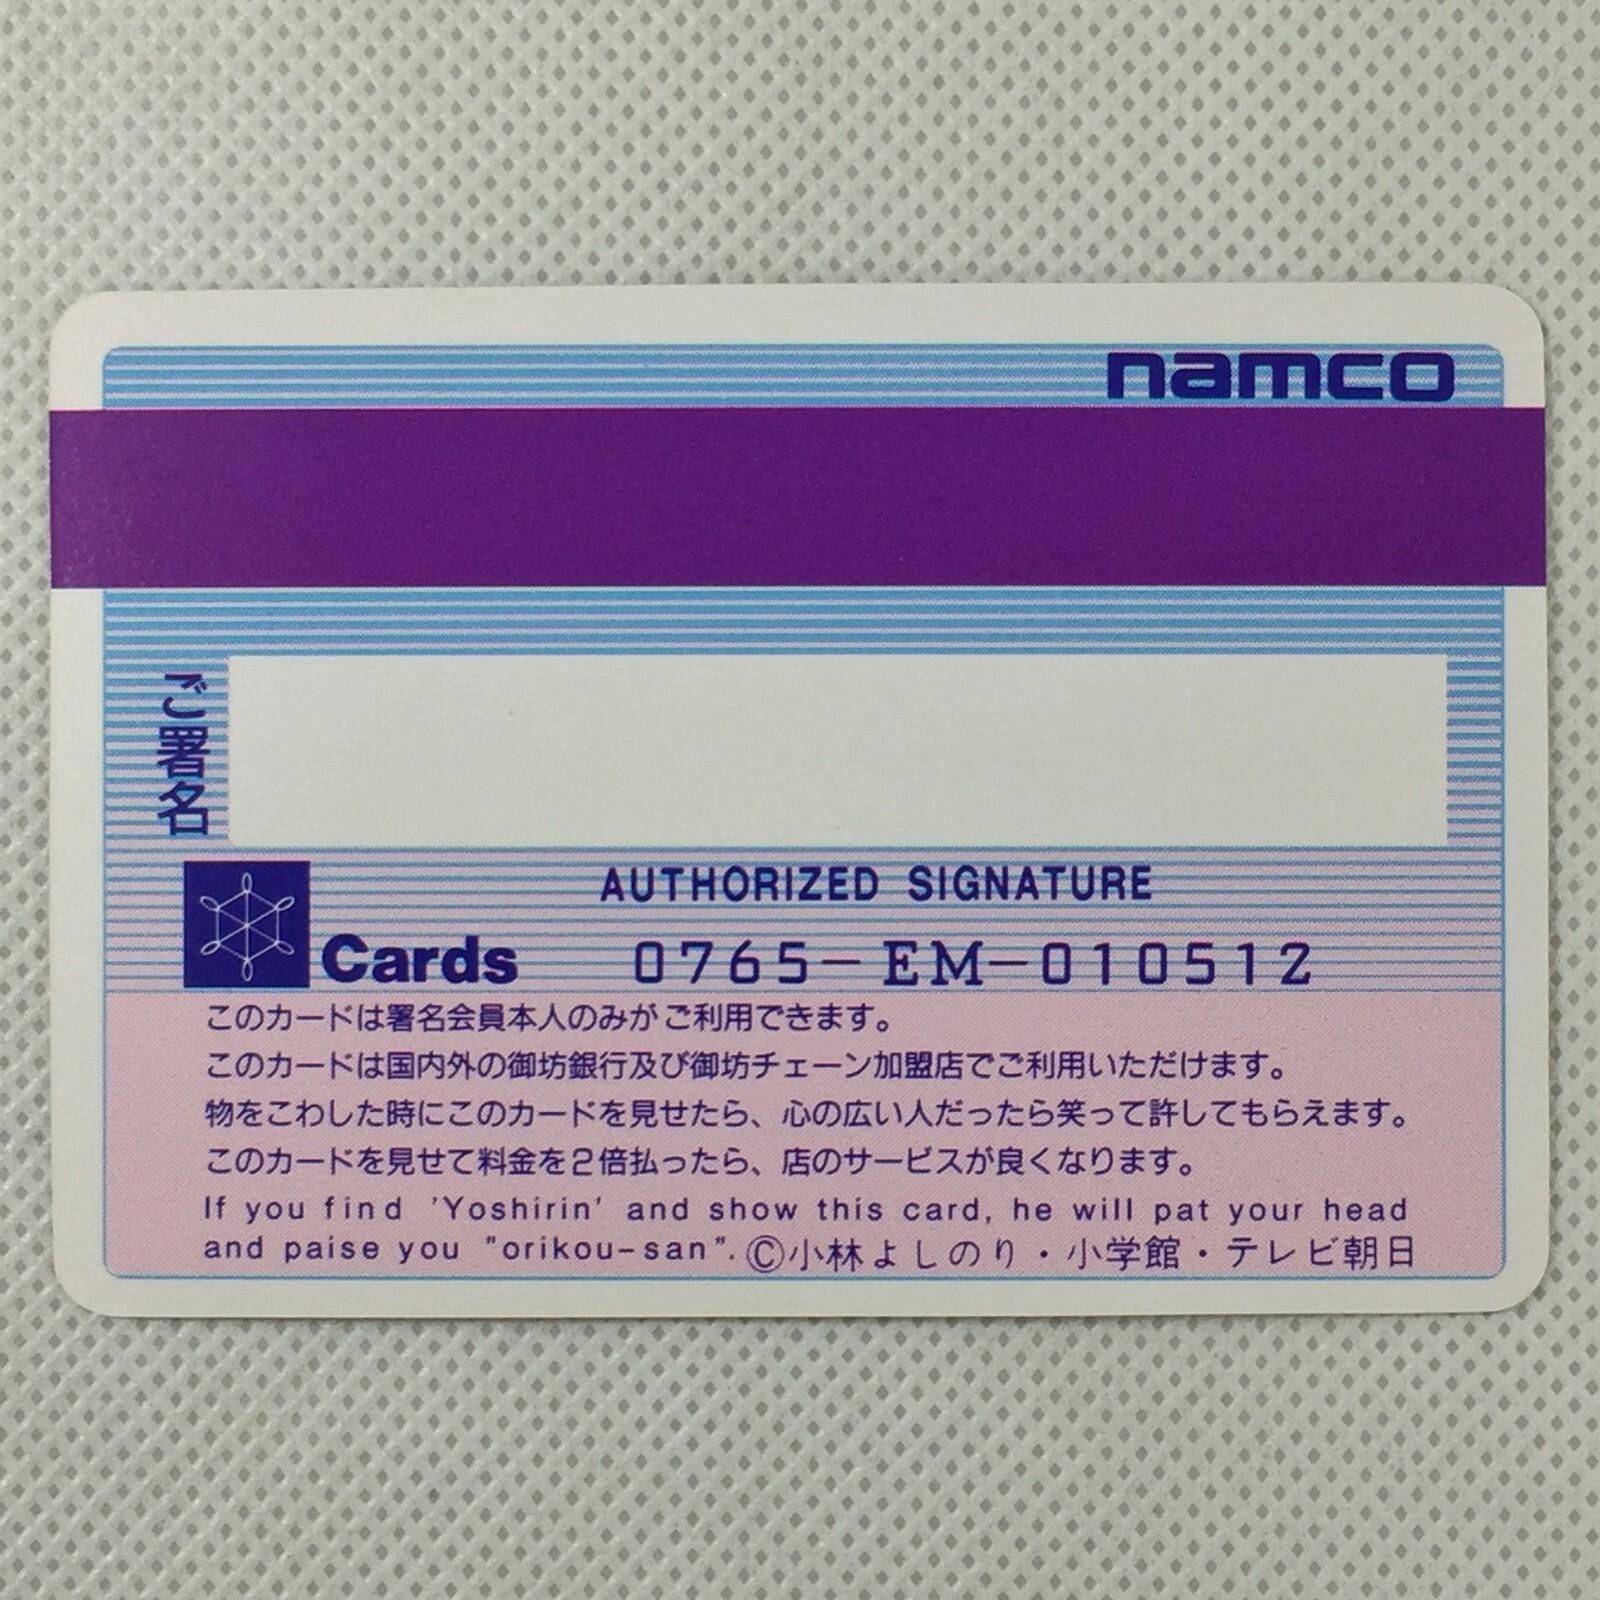 namco
ご署名
AUTHORIZED SIGNATURE
Cards 0765-EM-010512
このカードは署名会員本人のみがご利用できます。
このカードは国内外の御坊銀行及び御坊チェーン加盟店でご利用いただけます。
物をこわした時にこのカードを見せたら、心の広い人だったら笑って許してもらえます。
このカードを見せて料金を2倍払ったら、店のサービスが良くなります。
If you find 'Yoshirin' and show this card, he will pat your head
and paise you "orikou-san". ©小林よしのり・小学館・テレビ朝日